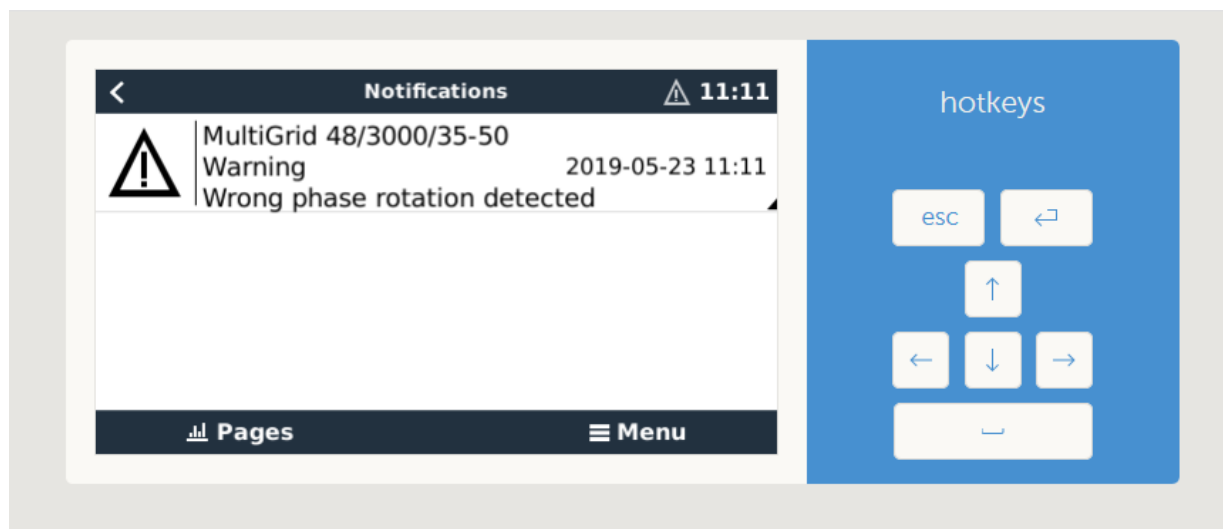 Notifications 11:11
MultiGrid 48/3000/35-50
Warning 2019-05-23 11:11
Wrong phase rotation detected
Pages Menu
hotkeys
esc